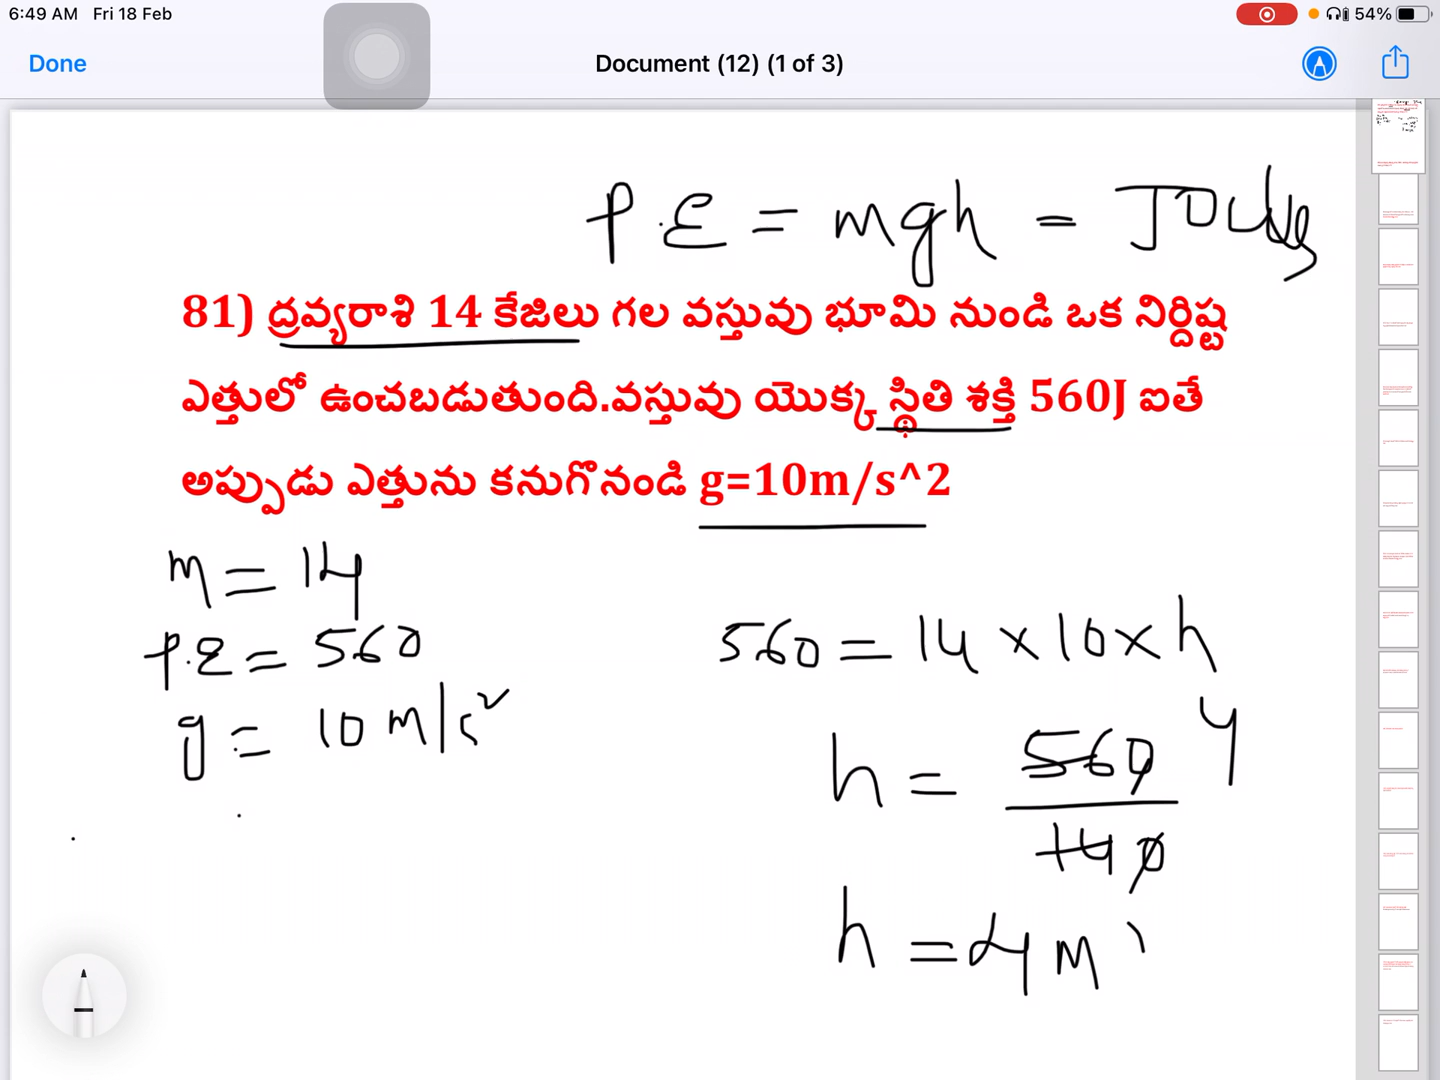 6:49 AM Fri 18 Feb
54%
Done
Document (12) (1 of 3)
P.E = mgh = Joules
81) ద్రవ్యరాశి 14 కేజిలు గల వస్తువు భూమి నుండి ఒక నిర్దిష్ట
ఎత్తులో ఉంచబడుతుంది.వస్తువు యొక్క స్థితి శక్తి 560J ఐతే
అప్పుడు ఎత్తును కనుగొనండి g=10m/s^2
m = 14
P.E = 560
g = 10 m/s²
560 = 14 × 10 × h
h = 560 4
140
h = 4 m